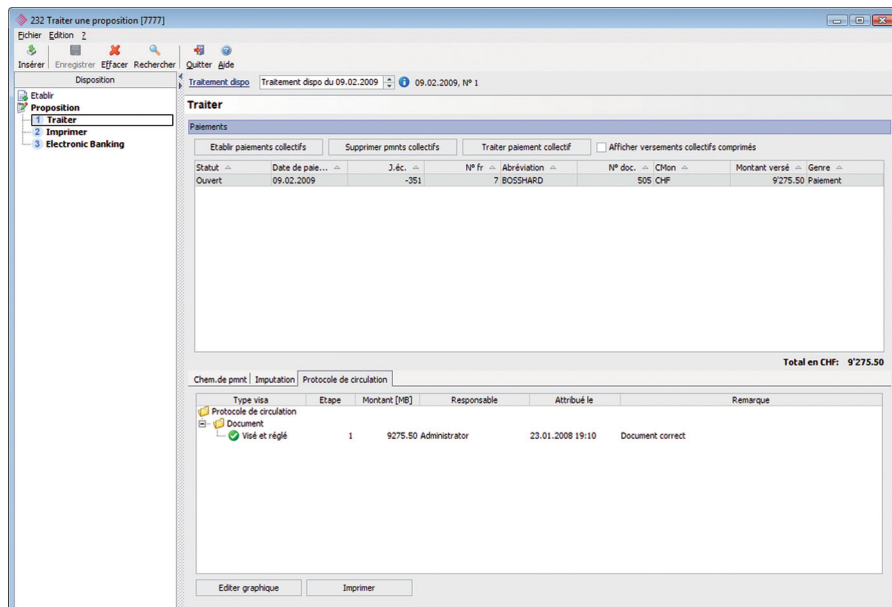 232 Traiter une proposition [7777]
Fichier Edition ?
Insérer Enregistrer Effacer Rechercher Quitter Aide
Disposition
Etablir
Proposition
1 Traiter
2 Imprimer
3 Electronic Banking
Traitement dispo Traitement dispo du 09.02.2009 09.02.2009, N° 1
Traiter
Paiements
Etablir paiements collectifs Supprimer pmnts collectifs Traiter paiement collectif Afficher versements collectifs comprimés
Statut Date de paie... J.éc. N° fr Abréviation N° doc. CMon Montant versé Genre
Ouvert 09.02.2009 -351 7 BOSSHARD 505 CHF 9'275.50 Paiement
Total en CHF: 9'275.50
Chem.de pmnt Imputation Protocole de circulation
Type visa Etape Montant [MB] Responsable Attribué le Remarque
Protocole de circulation
Document
Visé et réglé 1 9275.50 Administrator 23.01.2008 19:10 Document correct
Editer graphique Imprimer